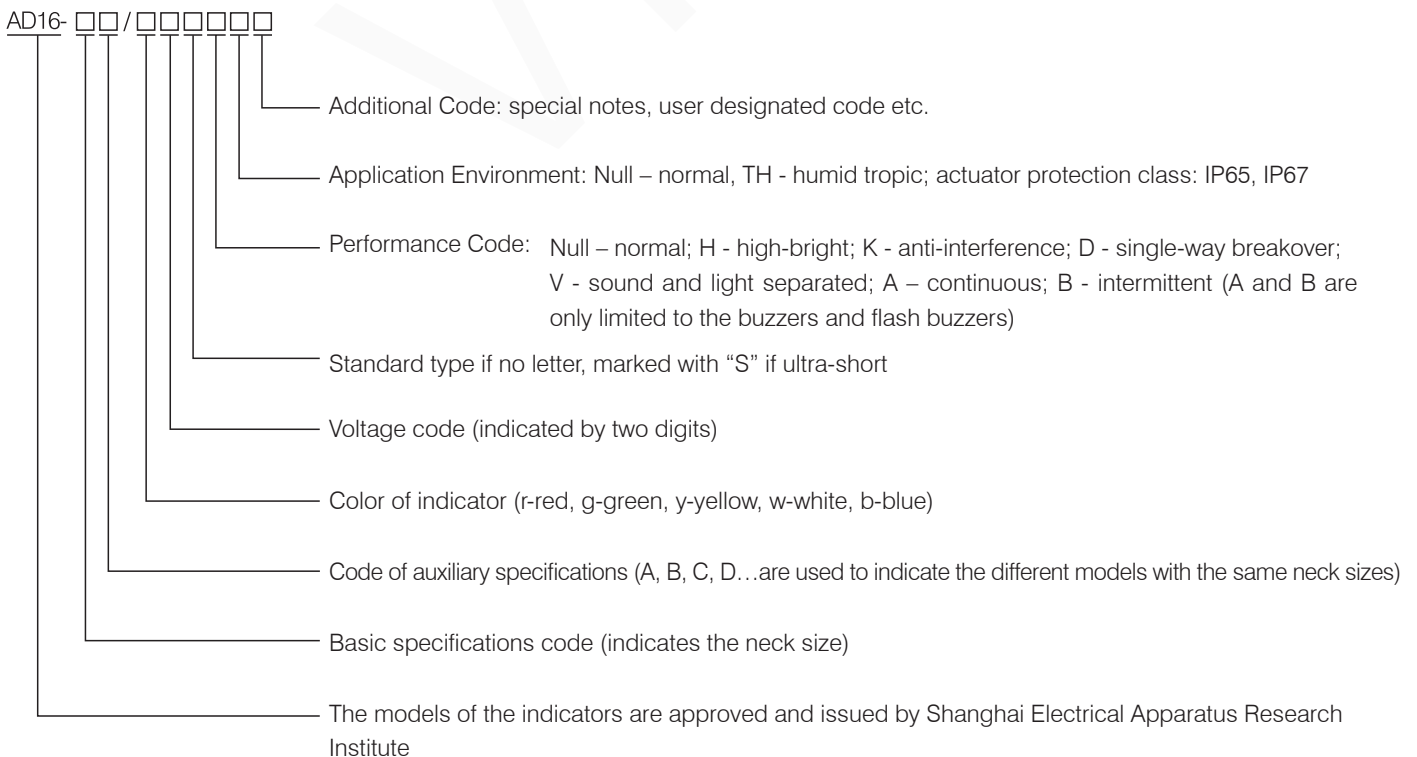 AD16- □□/□□□□□□
Additional Code: special notes, user designated code etc.
Application Environment: Null – normal, TH - humid tropic; actuator protection class: IP65, IP67
Performance Code: Null – normal; H - high-bright; K - anti-interference; D - single-way breakover;
V - sound and light separated; A – continuous; B - intermittent (A and B are
only limited to the buzzers and flash buzzers)
Standard type if no letter, marked with “S” if ultra-short
Voltage code (indicated by two digits)
Color of indicator (r-red, g-green, y-yellow, w-white, b-blue)
Code of auxiliary specifications (A, B, C, D…are used to indicate the different models with the same neck sizes)
Basic specifications code (indicates the neck size)
The models of the indicators are approved and issued by Shanghai Electrical Apparatus Research
Institute